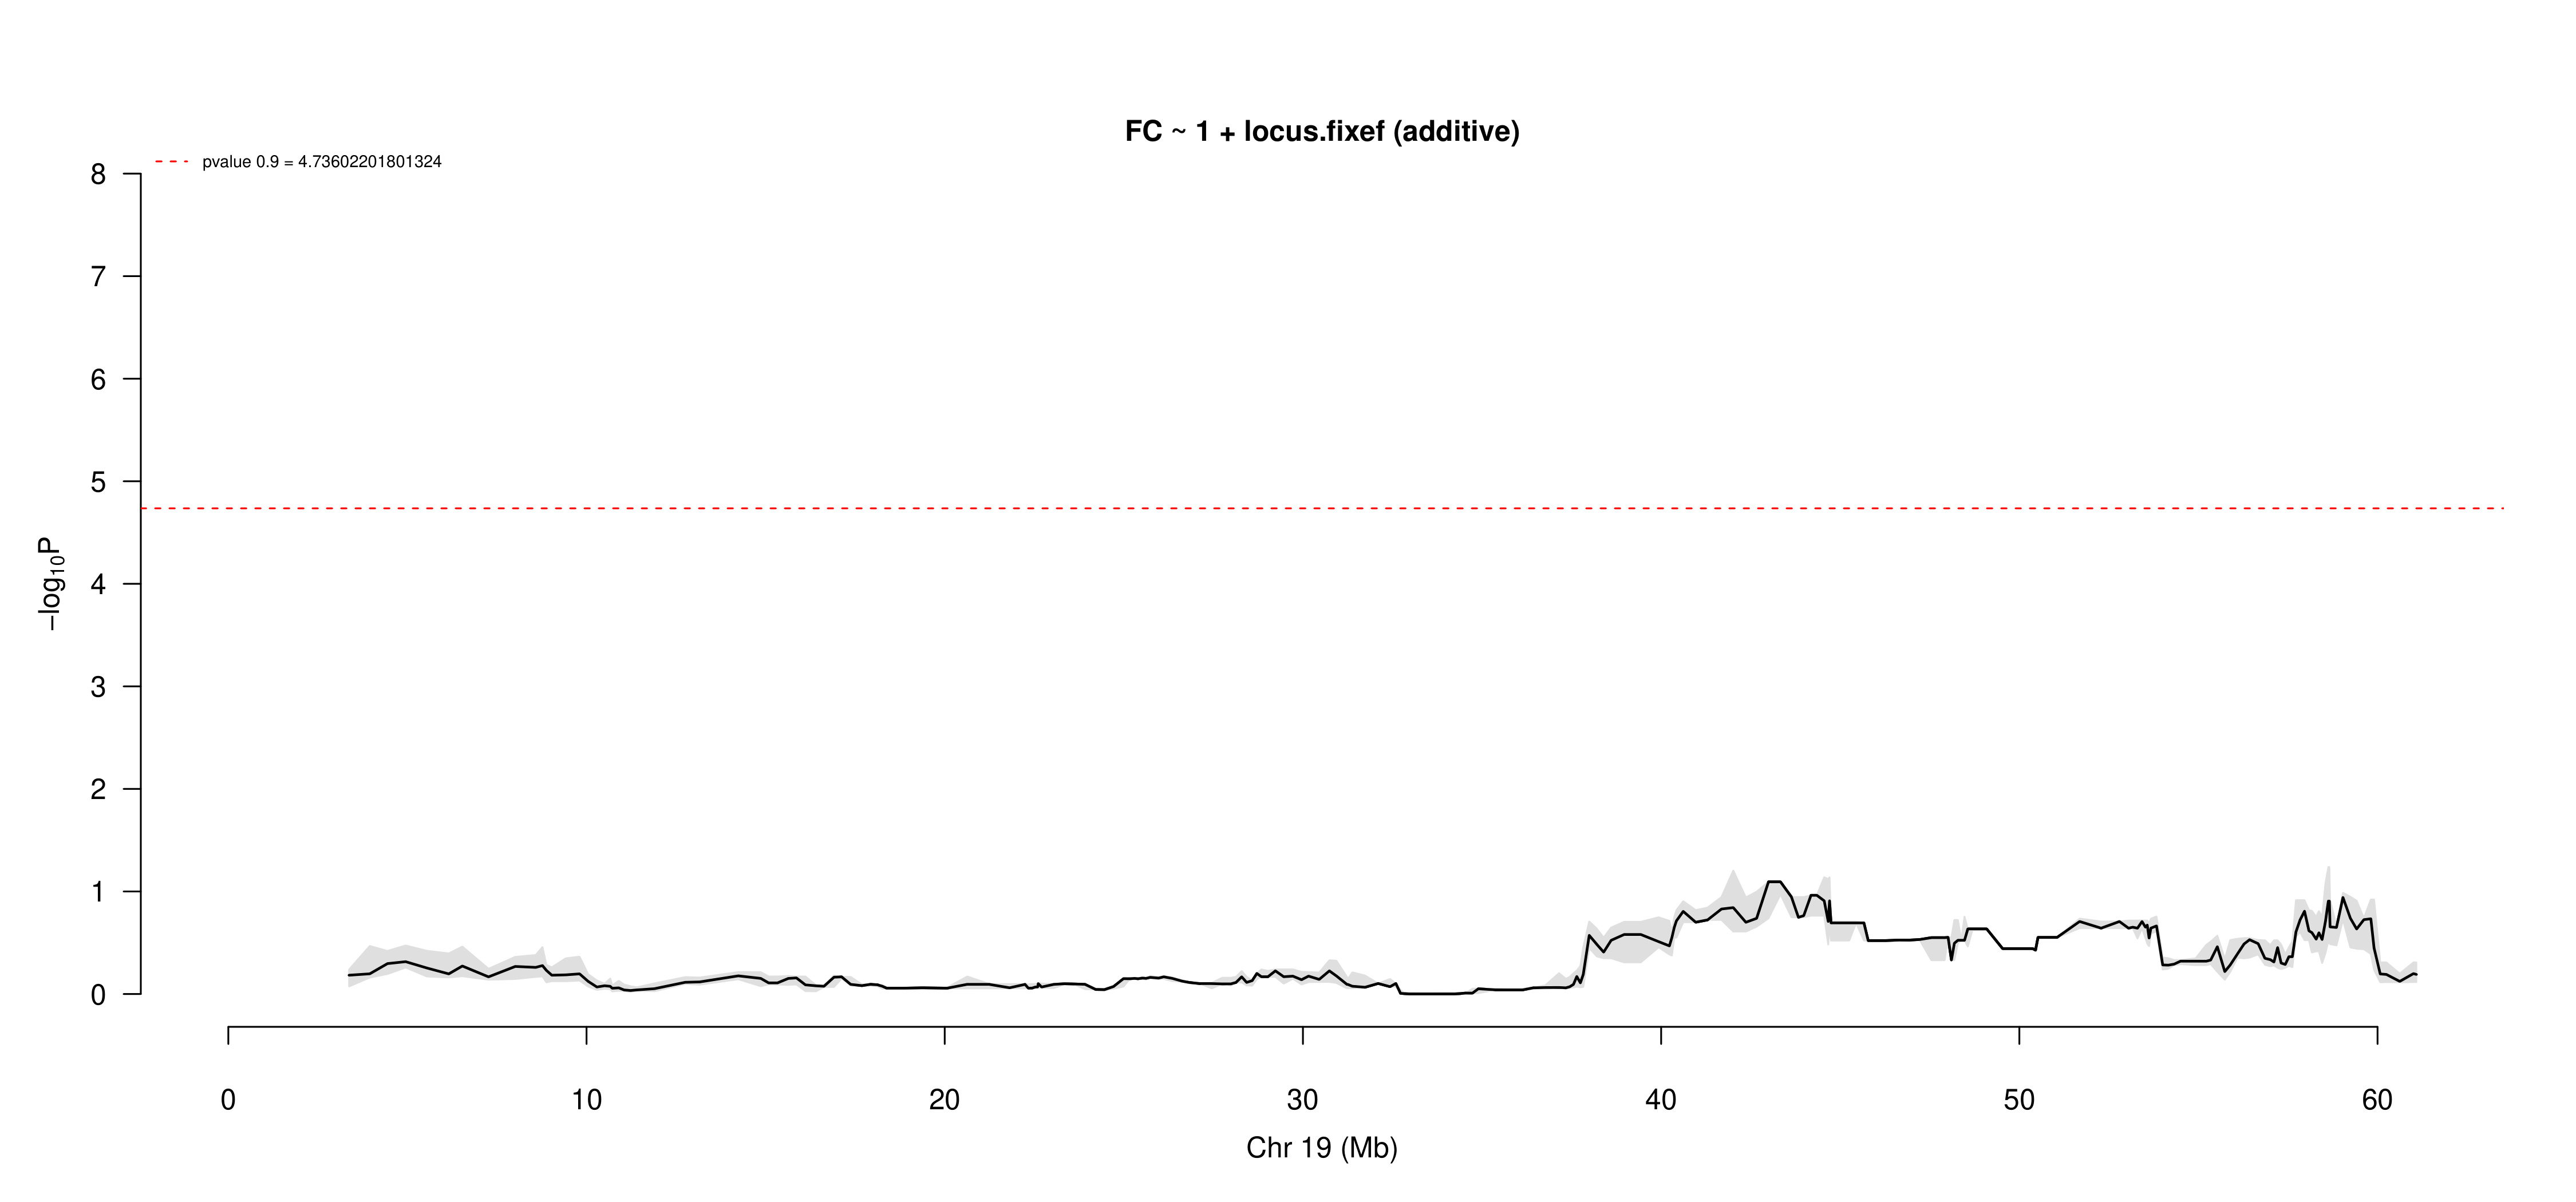 FC ~ 1 + locus.fixef (additive)
pvalue 0.9 = 4.73602201801324
8
7
6
5
4
3
2
1
0
−log10P
0 10 20 30 40 50 60
Chr 19 (Mb)